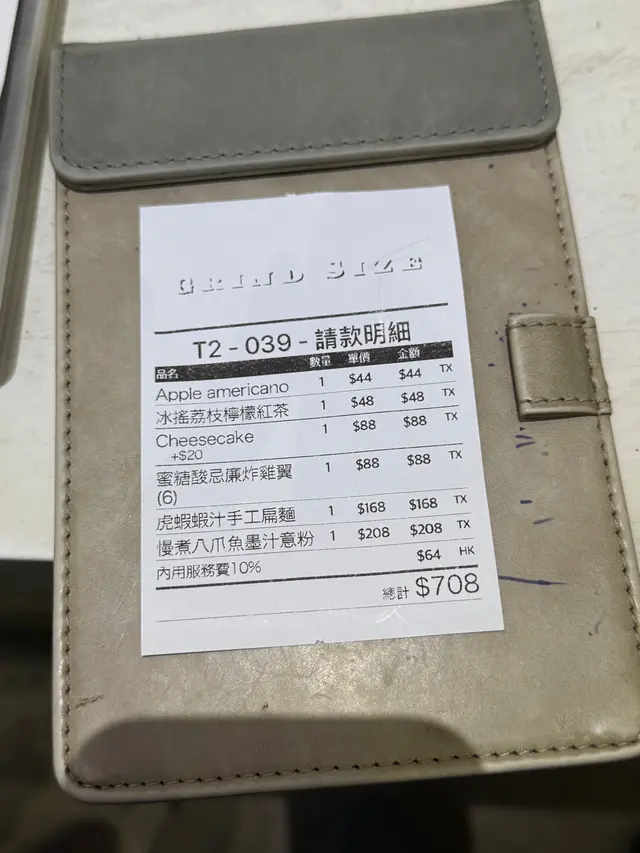 GRIND SIZE
T2 - 039 - 請款明細
品名 數量 單價 金額
Apple americano 1 $44 $44 TX
冰搖荔枝檸檬紅茶 1 $48 $48 TX
Cheesecake 1 $88 $88 TX
+$20
蜜糖酸忌廉炸雞翼 1 $88 $88 TX
(6)
虎蝦蝦汁手工扁麵 1 $168 $168 TX
慢煮八爪魚墨汁意粉 1 $208 $208 TX
內用服務費10% $64 HK
總計 $708